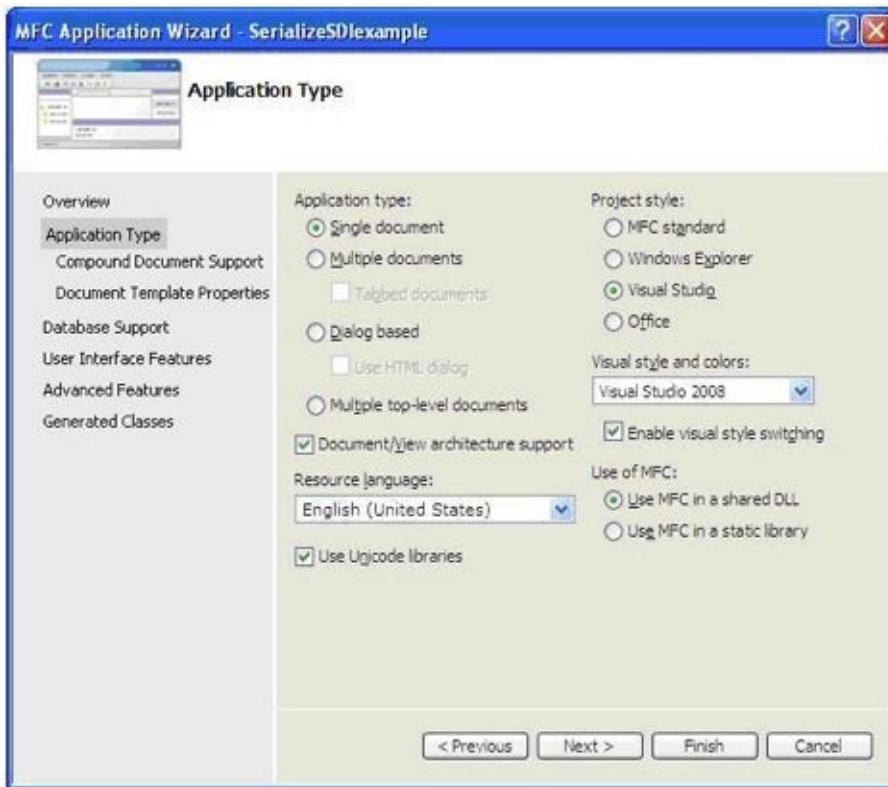 MFC Application Wizard - SerializeSDIexample
Application Type
Overview
Application Type
Compound Document Support
Document Template Properties
Database Support
User Interface Features
Advanced Features
Generated Classes
Application type:
Single document
Multiple documents
Tabbed documents
Dialog based
Use HTML dialog
Multiple top-level documents
Document/View architecture support
Resource language:
English (United States)
Use Unicode libraries
Project style:
MFC standard
Windows Explorer
Visual Studio
Office
Visual style and colors:
Visual Studio 2008
Enable visual style switching
Use of MFC:
Use MFC in a shared DLL
Use MFC in a static library
< Previous
Next >
Finish
Cancel